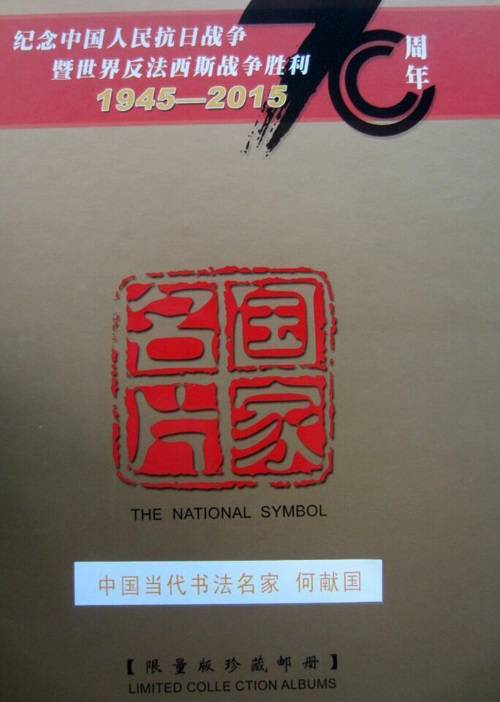 纪念中国人民抗日战争
暨世界反法西斯战争胜利
1945—2015
70
周年
国家
名片
THE NATIONAL SYMBOL
中国当代书法名家 何献国
【限量版珍藏邮册】
LIMITED COLLE CTION ALBUMS